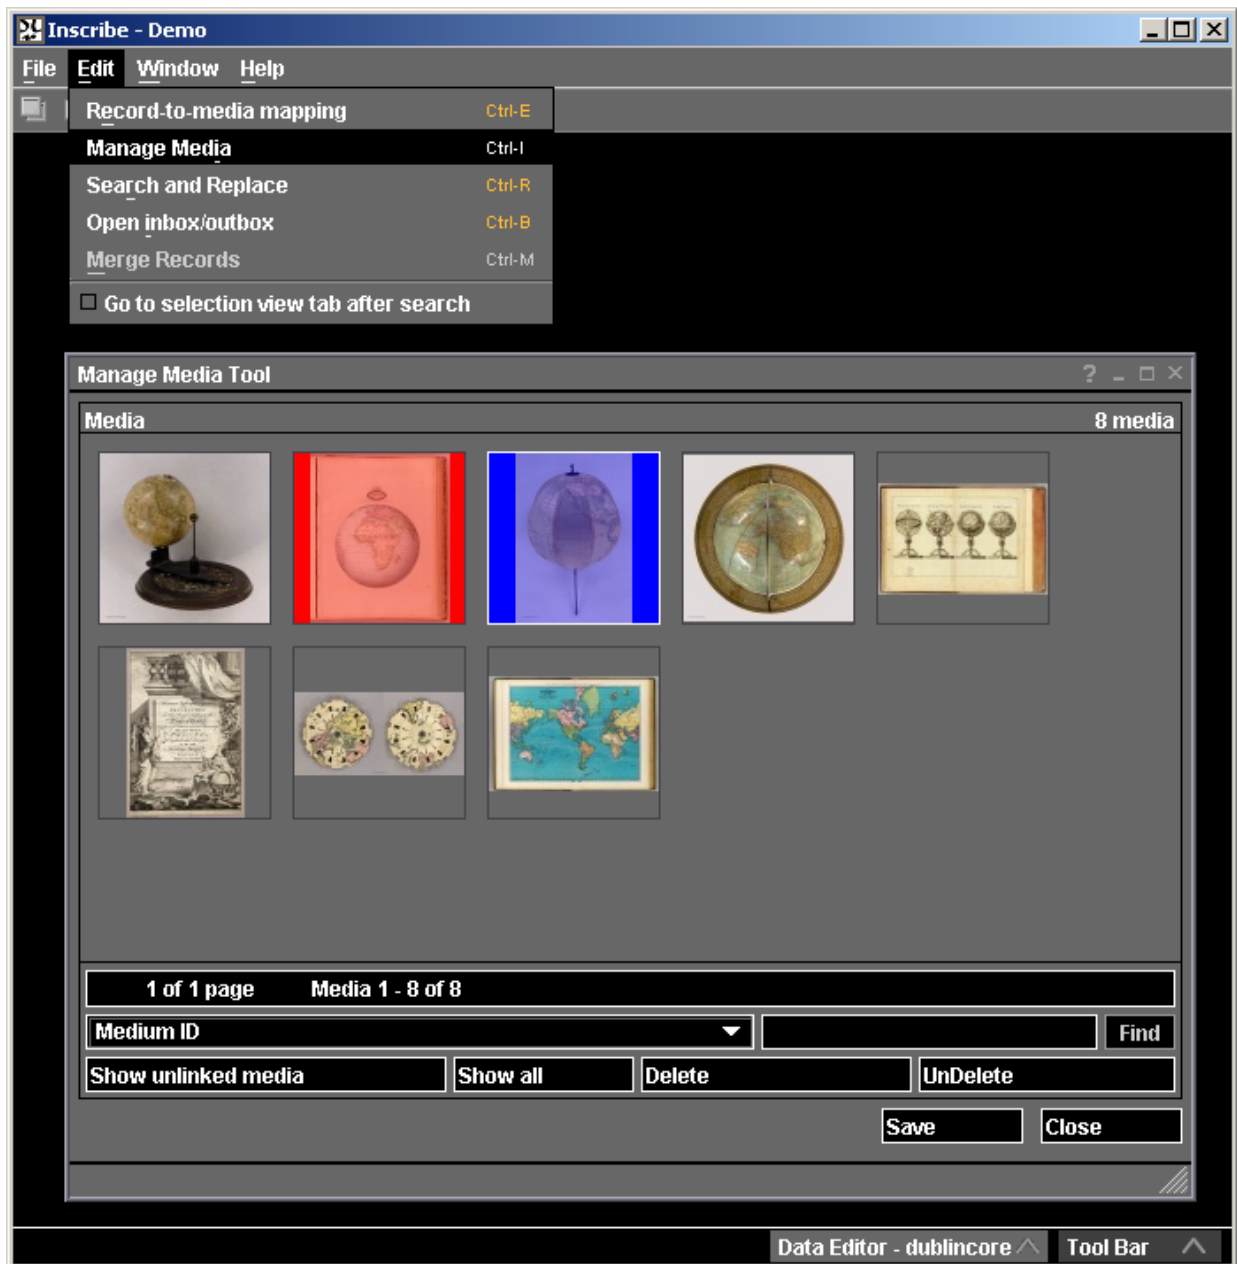 Inscribe - Demo
File Edit Window Help
Record-to-media mapping Ctrl-E
Manage Media Ctrl-I
Search and Replace Ctrl-R
Open inbox/outbox Ctrl-B
Merge Records Ctrl-M
Go to selection view tab after search
Manage Media Tool
Media 8 media
1 of 1 page Media 1 - 8 of 8
Medium ID Find
Show unlinked media Show all Delete UnDelete
Save Close
Data Editor - dublincore Tool Bar